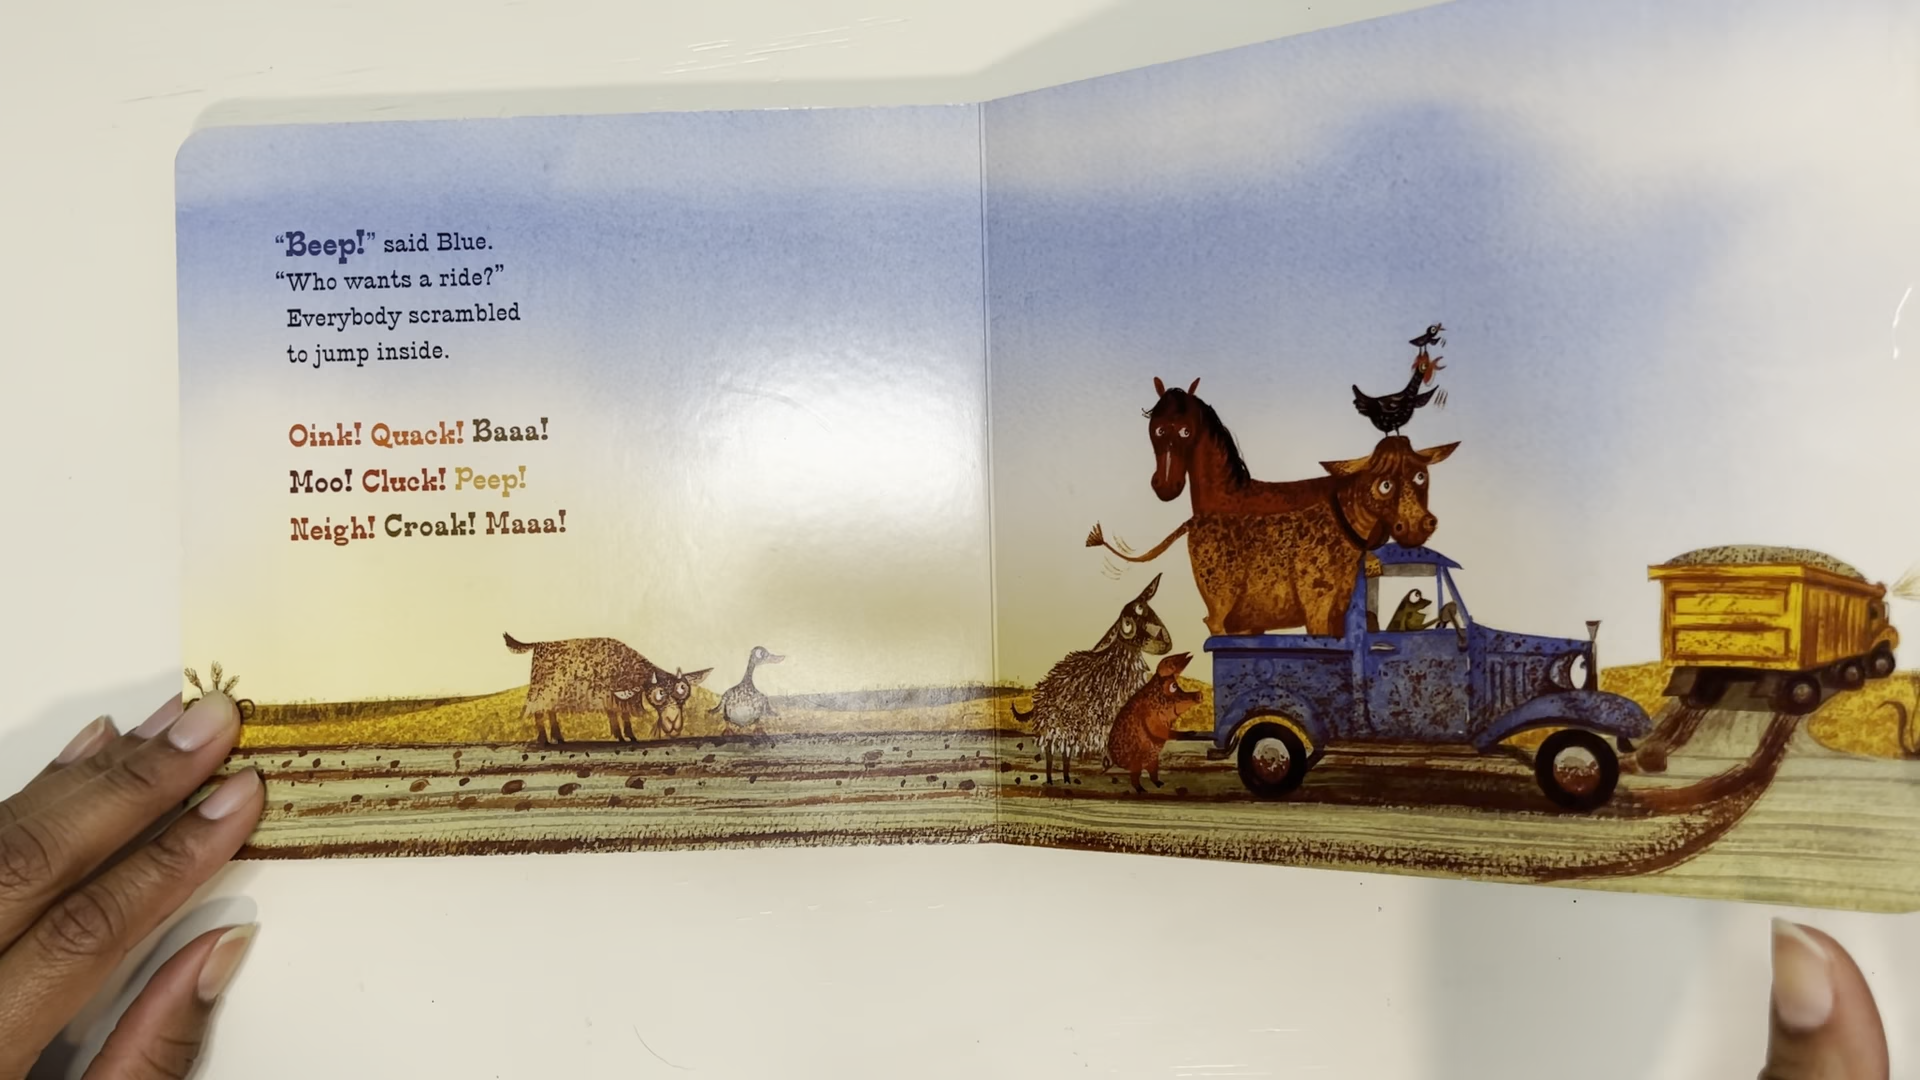 “Beep!” said Blue.
“Who wants a ride?”
Everybody scrambled
to jump inside.
Oink! Quack! Baaa!
Moo! Cluck! Peep!
Neigh! Croak! Maaa!